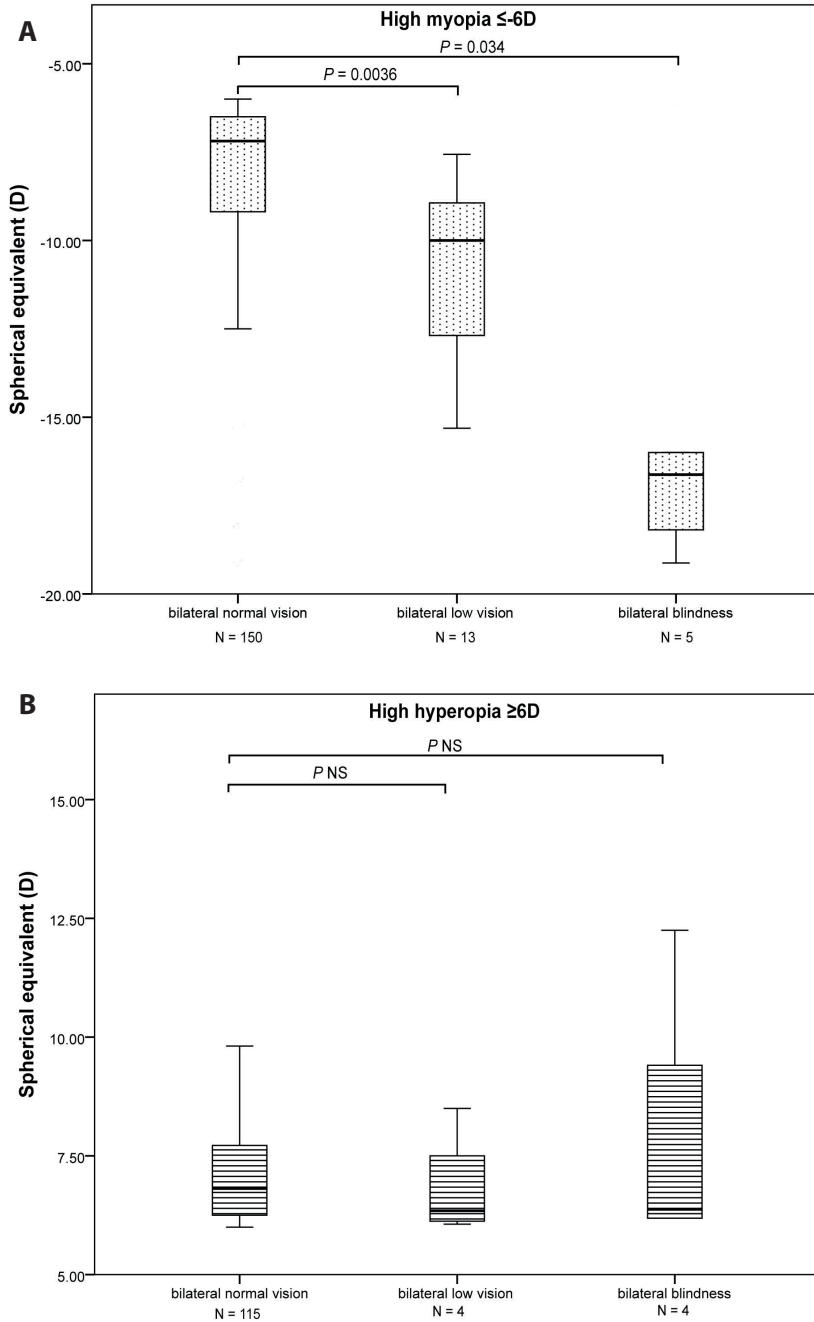 A
High myopia ≤-6D
P = 0.034
P = 0.0036
-5.00
-10.00
-15.00
-20.00
Spherical equivalent (D)
bilateral normal vision
N = 150
bilateral low vision
N = 13
bilateral blindness
N = 5
B
High hyperopia ≥6D
P NS
P NS
15.00
12.50
10.00
7.50
5.00
Spherical equivalent (D)
bilateral normal vision
N = 115
bilateral low vision
N = 4
bilateral blindness
N = 4